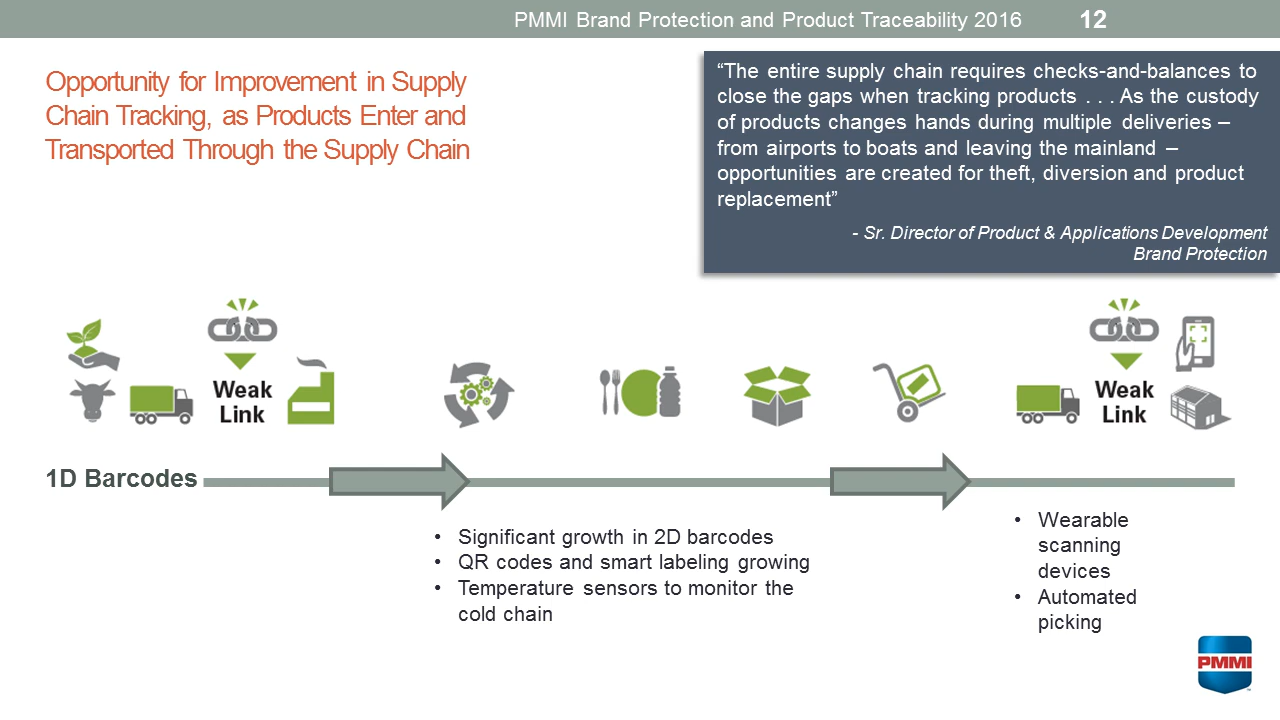 PMMI Brand Protection and Product Traceability 2016 12
Opportunity for Improvement in Supply
Chain Tracking, as Products Enter and
Transported Through the Supply Chain
“The entire supply chain requires checks-and-balances to
close the gaps when tracking products . . . As the custody
of products changes hands during multiple deliveries –
from airports to boats and leaving the mainland –
opportunities are created for theft, diversion and product
replacement”
- Sr. Director of Product & Applications Development
Brand Protection
Weak
Link
Weak
Link
1D Barcodes
• Significant growth in 2D barcodes
• QR codes and smart labeling growing
• Temperature sensors to monitor the
cold chain
• Wearable
scanning
devices
• Automated
picking
PMMI